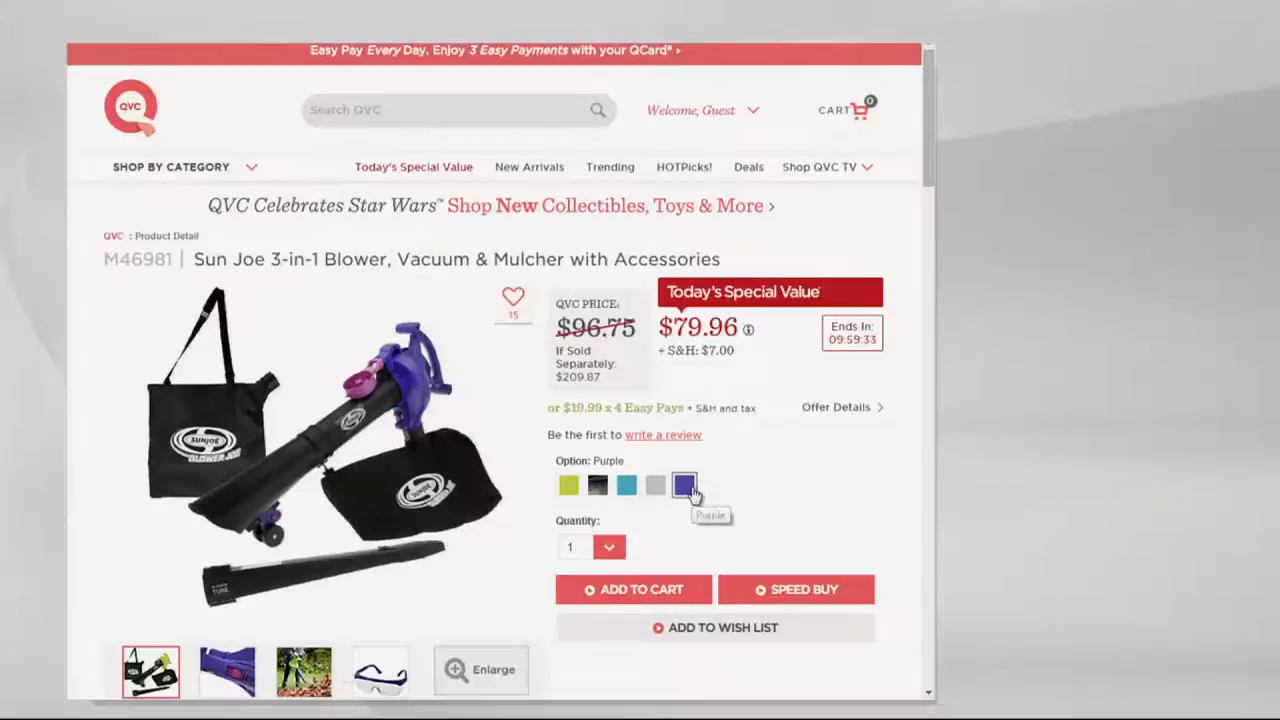 Easy Pay Every Day. Enjoy 3 Easy Payments with your QCard®
QVC
Search QVC
Welcome, Guest
CART
0
SHOP BY CATEGORY
Today's Special Value
New Arrivals
Trending
HOTPicks!
Deals
Shop QVC TV
QVC Celebrates Star Wars™ Shop New Collectibles, Toys & More ›
QVC : Product Detail
M46981 | Sun Joe 3-in-1 Blower, Vacuum & Mulcher with Accessories
15
QVC PRICE:
$96.75
If Sold
Separately:
$209.87
Today's Special Value
$79.96
+ S&H: $7.00
Ends In:
09:59:33
or $19.99 x 4 Easy Pays + S&H and tax
Offer Details
Be the first to write a review
Option: Purple
Purple
Quantity:
1
ADD TO CART
SPEED BUY
ADD TO WISH LIST
SUNJOE
BLOWER JOE
Enlarge